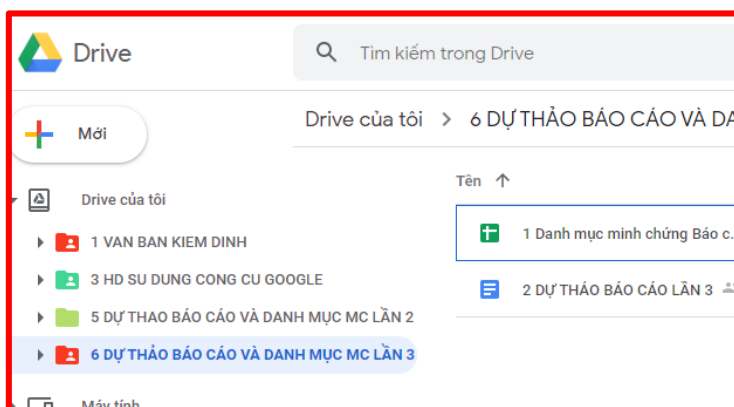 Drive
Tìm kiếm trong Drive
Mới
Drive của tôi > 6 DỰ THẢO BÁO CÁO VÀ DA
Tên
Drive của tôi
1 VAN BAN KIEM DINH
3 HD SU DUNG CONG CU GOOGLE
5 DỰ THAO BÁO CÁO VÀ DANH MỤC MC LẦN 2
6 DỰ THẢO BÁO CÁO VÀ DANH MỤC MC LẦN 3
Máy tính
1 Danh mục minh chứng Báo c...
2 DỰ THẢO BÁO CÁO LẦN 3